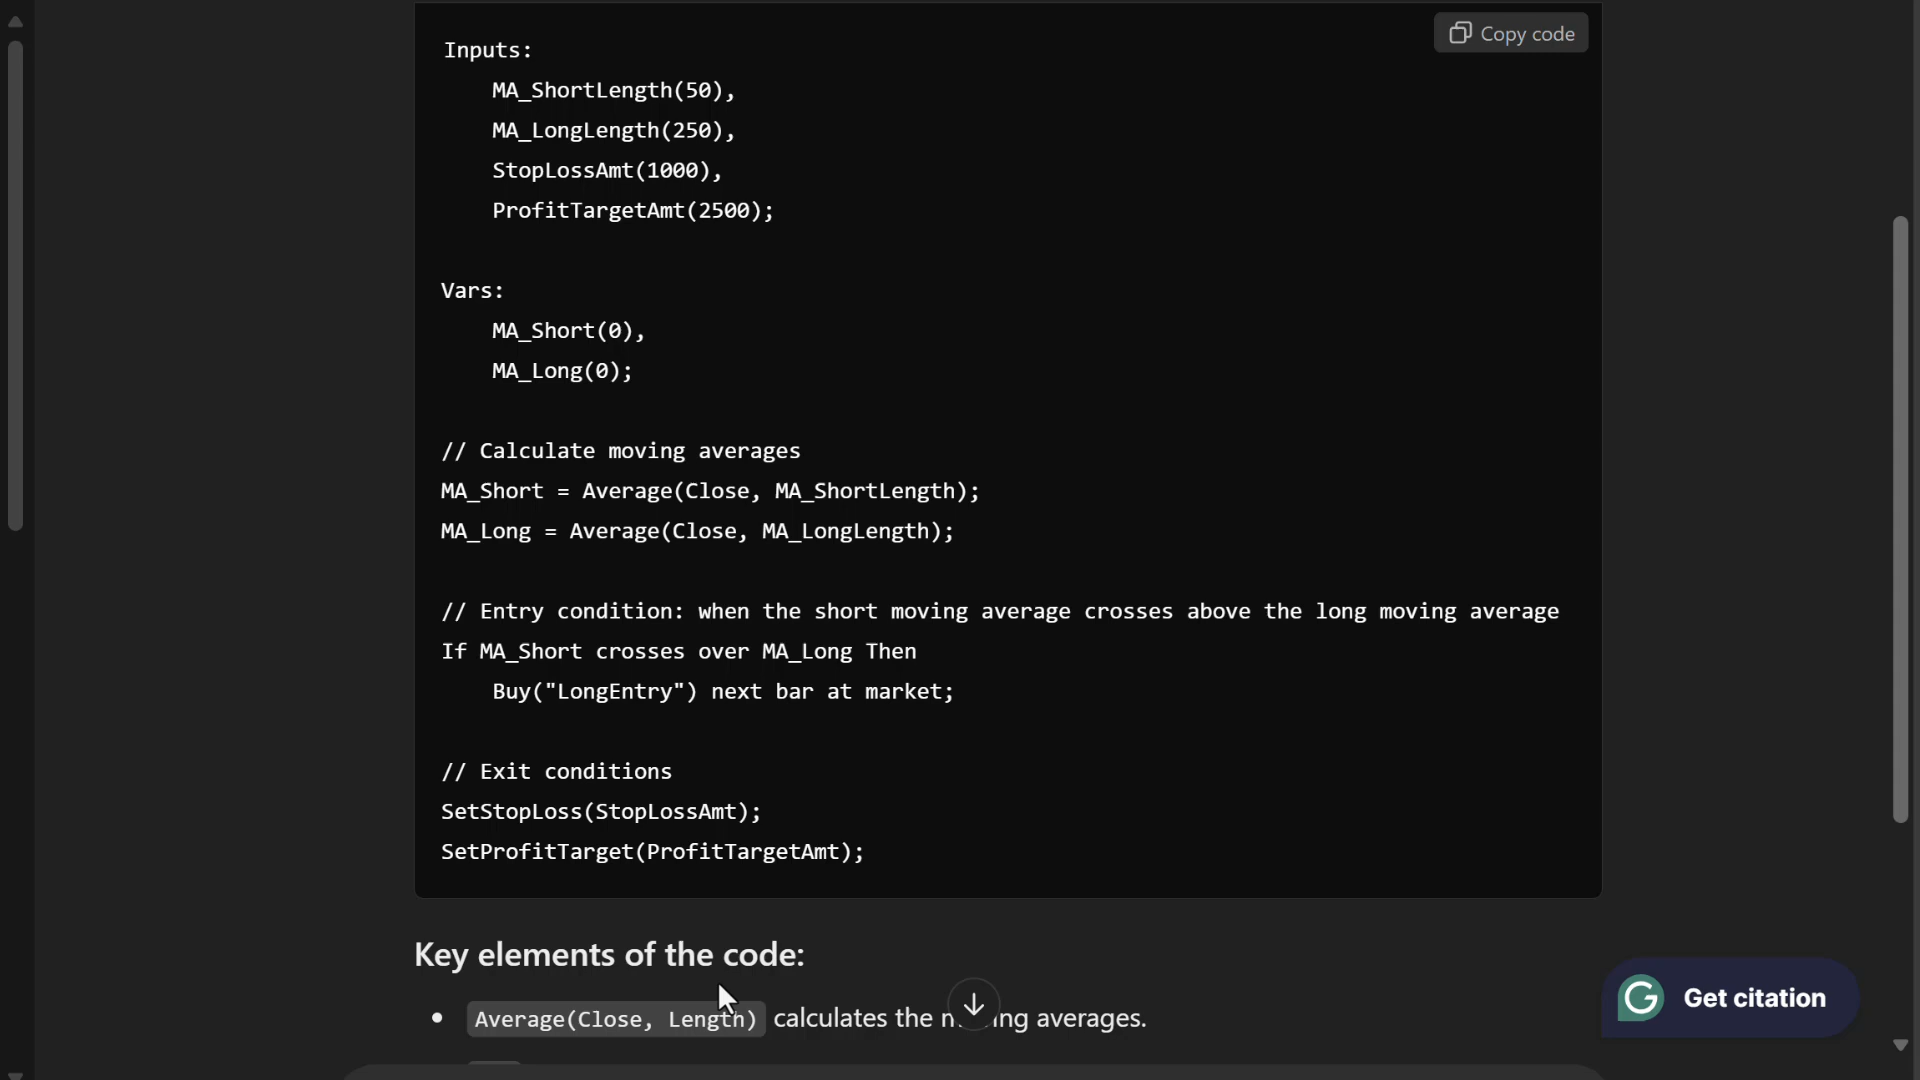 Copy code
Inputs:
MA_ShortLength(50),
MA_LongLength(250),
StopLossAmt(1000),
ProfitTargetAmt(2500);
Vars:
MA_Short(0),
MA_Long(0);
// Calculate moving averages
MA_Short = Average(Close, MA_ShortLength);
MA_Long = Average(Close, MA_LongLength);
// Entry condition: when the short moving average crosses above the long moving average
If MA_Short crosses over MA_Long Then
Buy("LongEntry") next bar at market;
// Exit conditions
SetStopLoss(StopLossAmt);
SetProfitTarget(ProfitTargetAmt);
Key elements of the code:
Get citation
Average(Close, Length) calculates the moving averages.